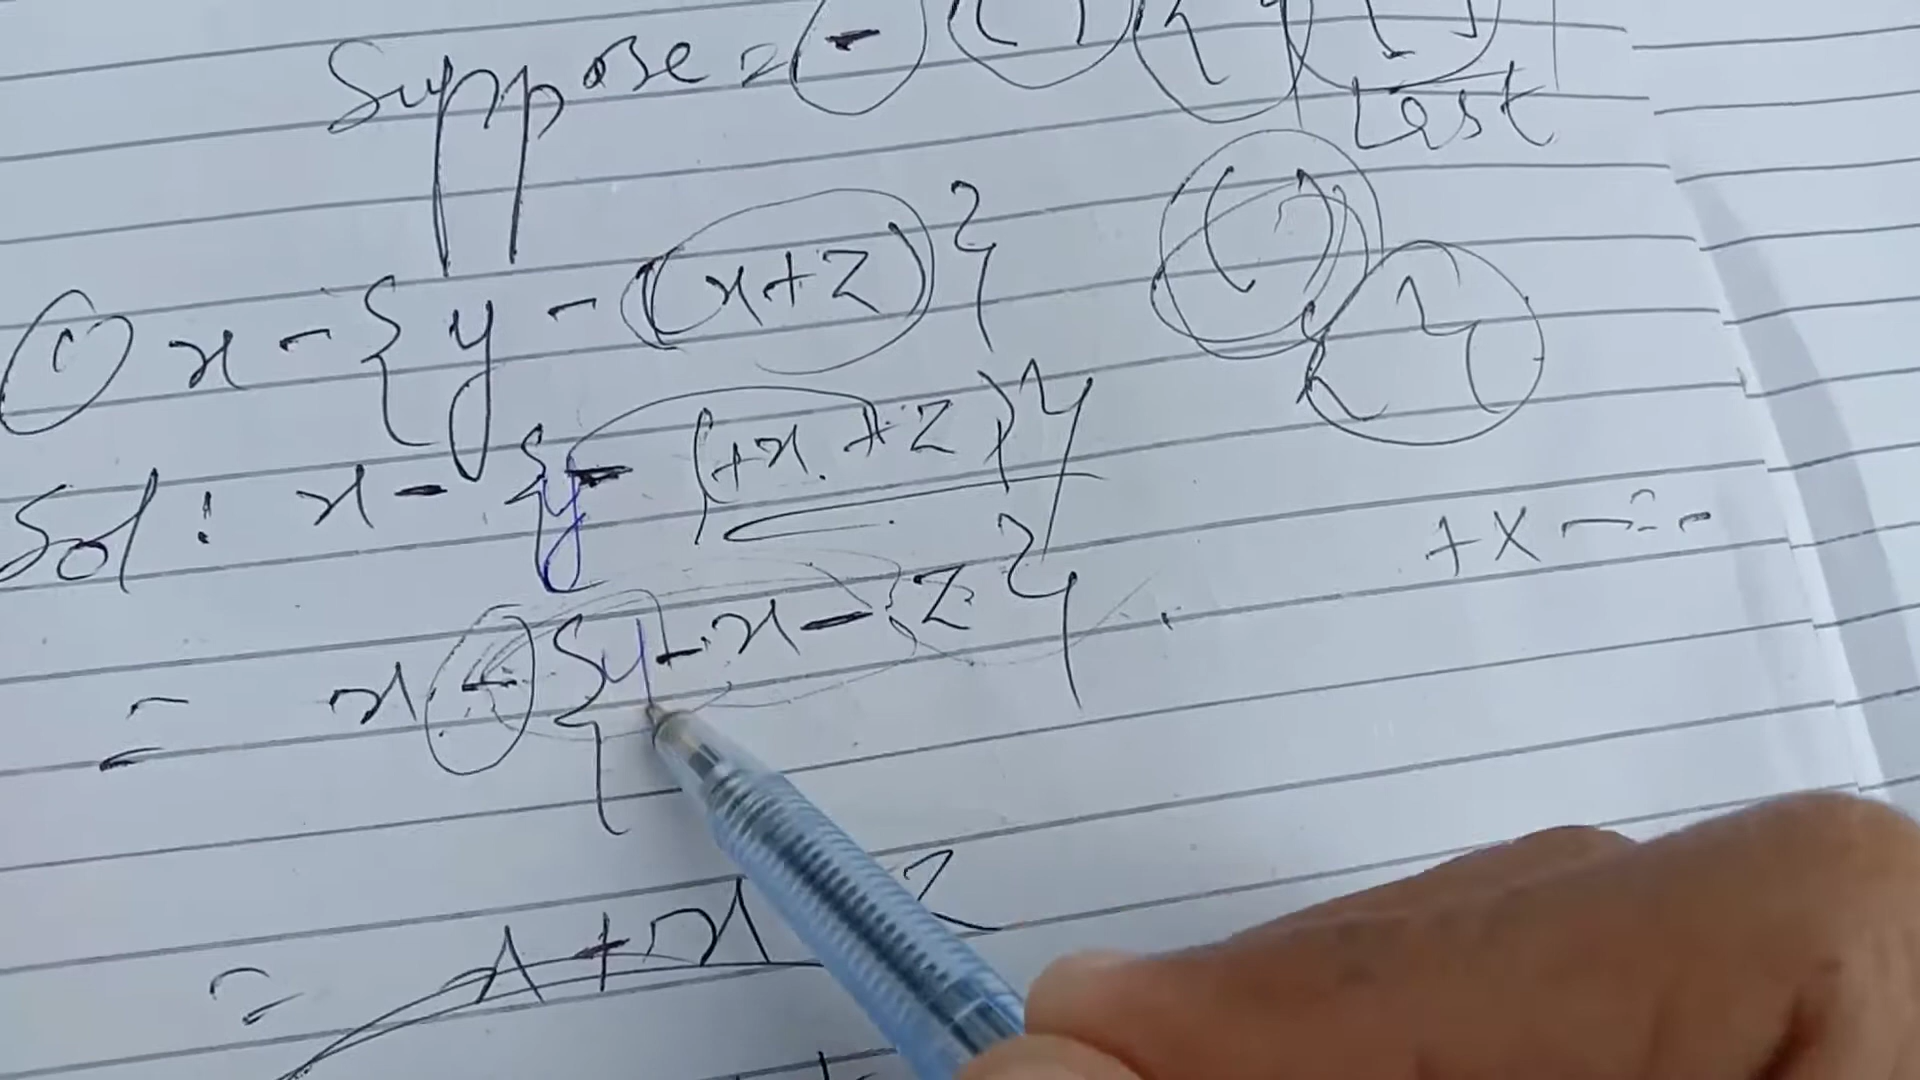 Suppose = - ( ) { } [ ]
Last
( )
① x - {y - (x+z)}
{ }
Sol: x - {y - (+x + z)}
+ x - = -
= x - {y - x - z}
= x + x z